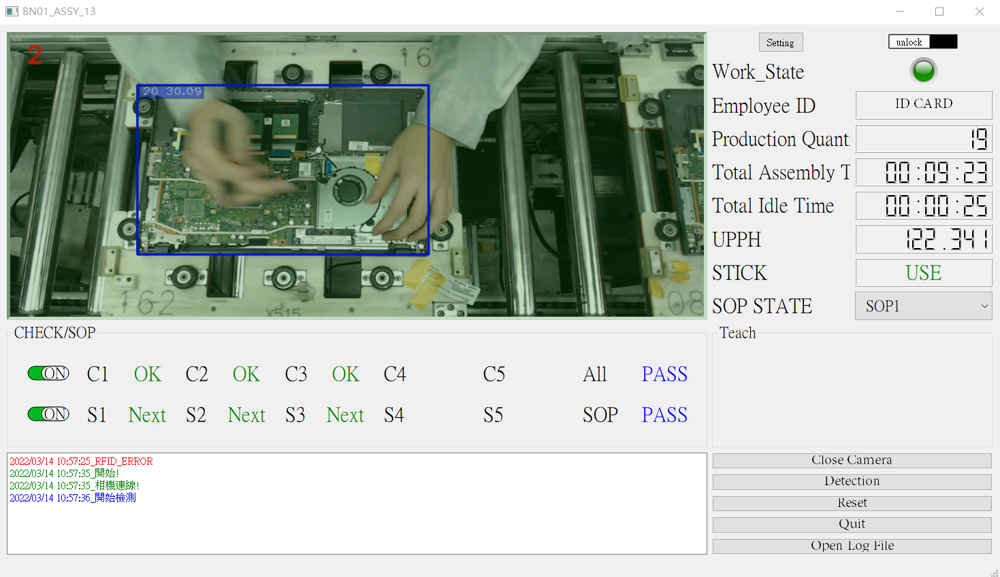 BN01_ASSY_13
2
16
20 30.09
162
X515
08
Setting
unlock
Work_State
Employee ID
ID CARD
Production Quant
19
Total Assembly T
00:09:23
Total Idle Time
00:00:25
UPPH
122.341
STICK
USE
SOP STATE
SOP1
CHECK/SOP
ON C1 OK C2 OK C3 OK C4 C5 All PASS
ON S1 Next S2 Next S3 Next S4 S5 SOP PASS
Teach
2022/03/14 10:57:25_RFID_ERROR
2022/03/14 10:57:35_開始!
2022/03/14 10:57:35_相機連線!
2022/03/14 10:57:36_開始檢測
Close Camera
Detection
Reset
Quit
Open Log File